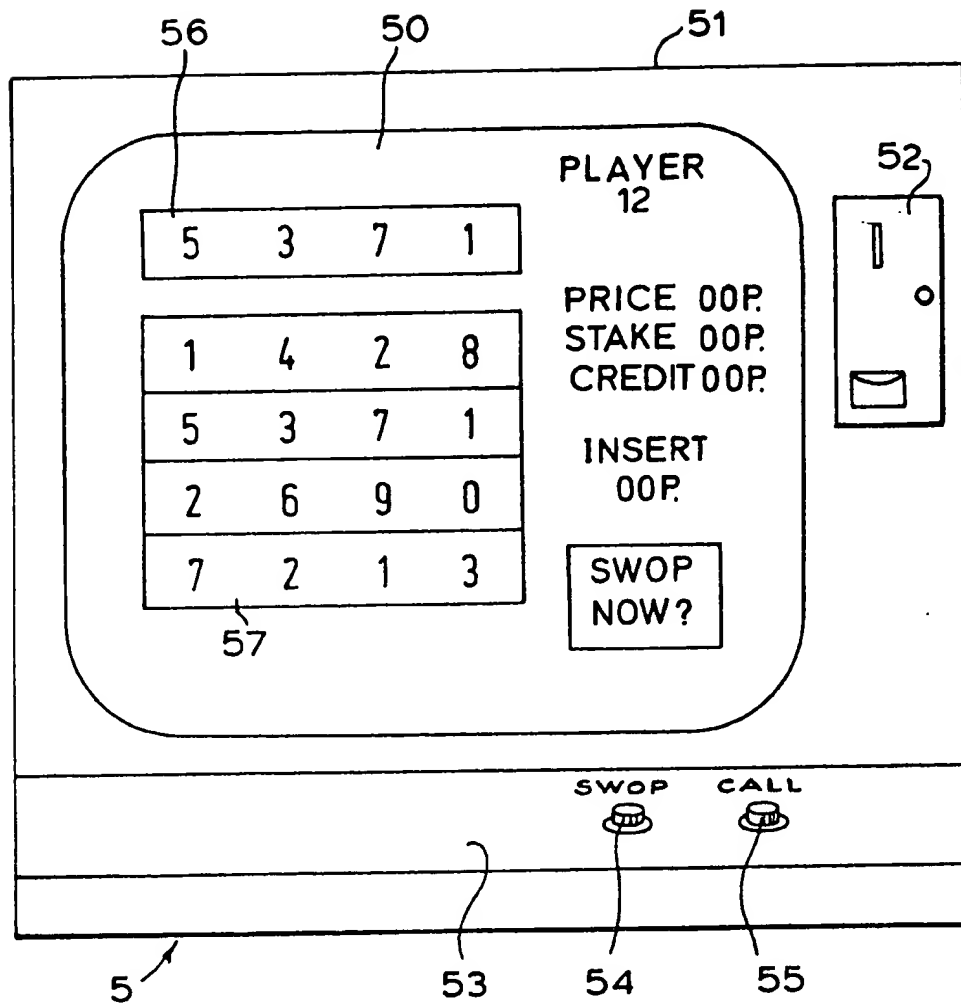 56
50
51
PLAYER
12
52
5 3 7 1
PRICE 00P.
STAKE 00P.
CREDIT 00P.
1 4 2 8
5 3 7 1
2 6 9 0
7 2 1 3
INSERT
00P.
SWOP
NOW?
57
SWOP CALL
5
53
54
55